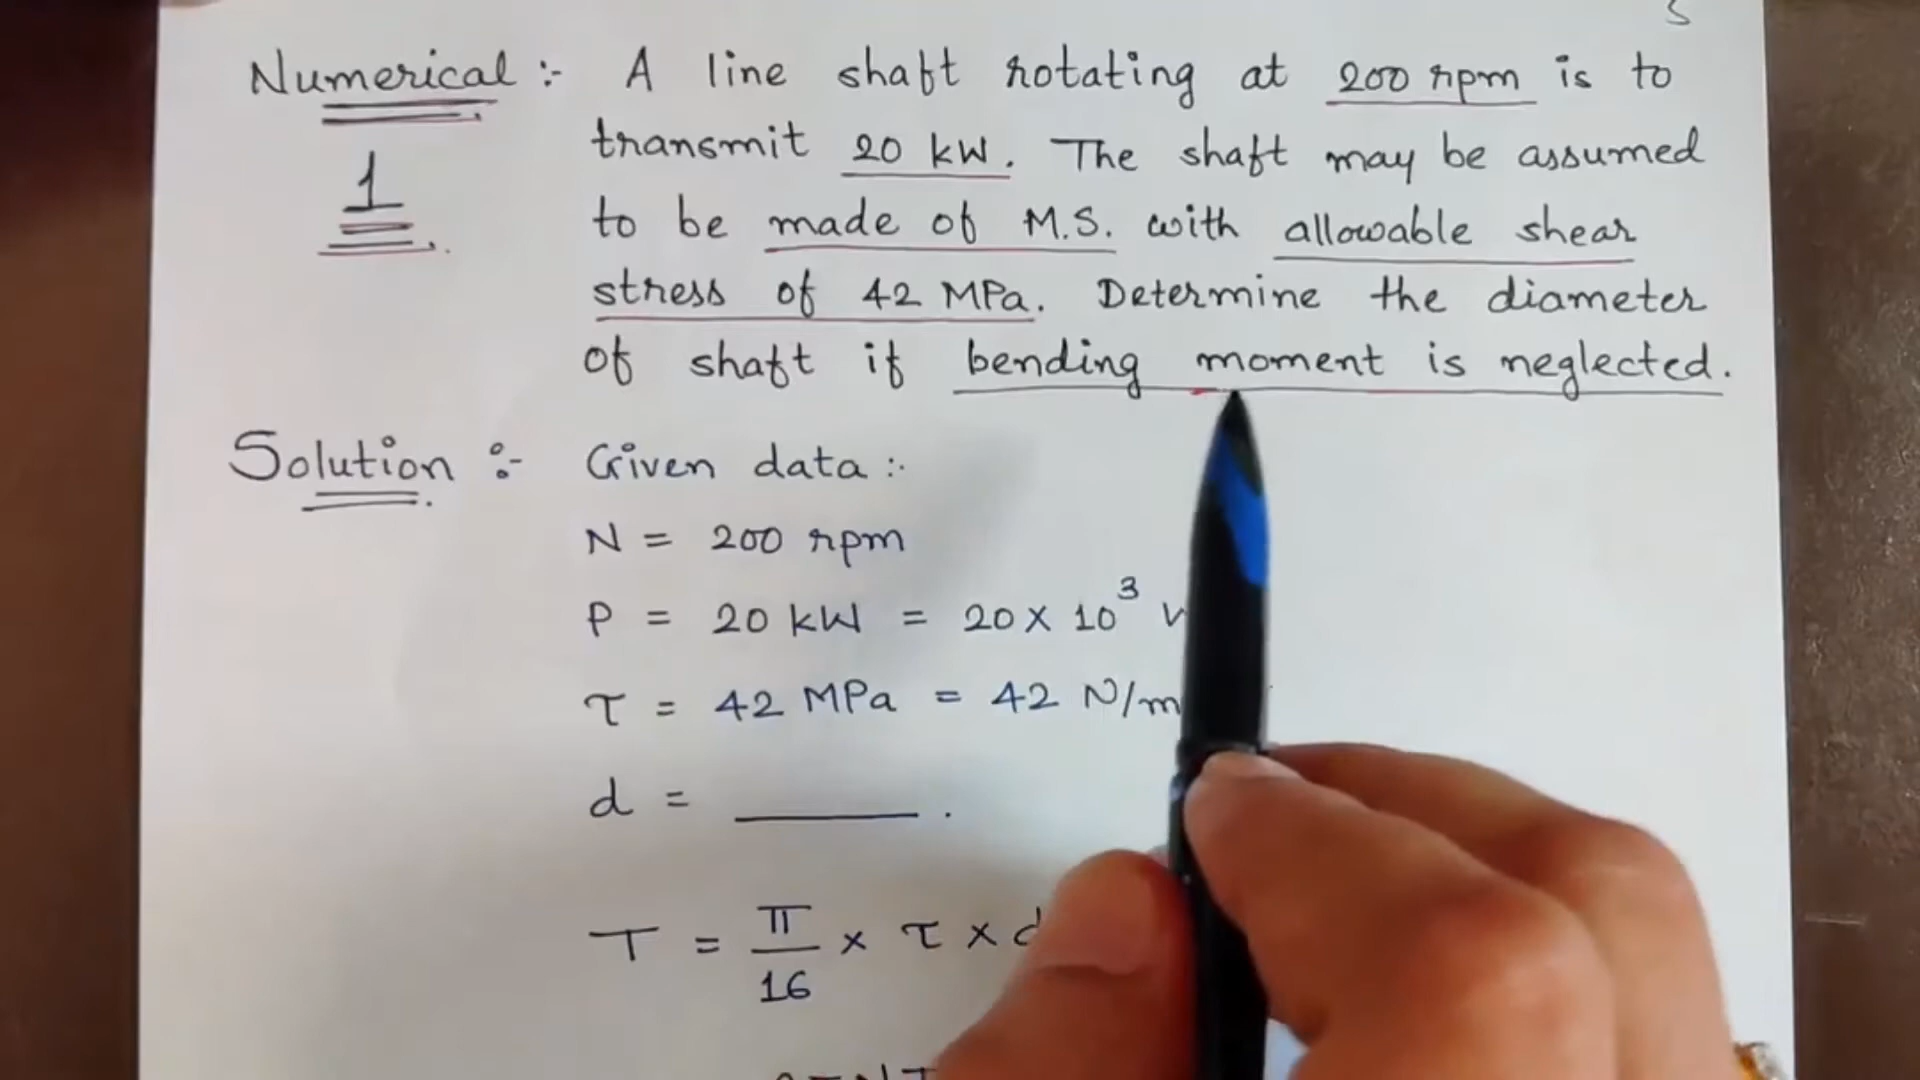 Numerical :- A line shaft rotating at 200 rpm is to
1
transmit 20 kW. The shaft may be assumed
to be made of M.S. with allowable shear
stress of 42 MPa. Determine the diameter
of shaft if bending moment is neglected.
Solution :- Given data :-
N = 200 rpm
P = 20 kW = 20 x 10³
τ = 42 MPa = 42 N/m
d = ______ .
T = π/16 x τ x d